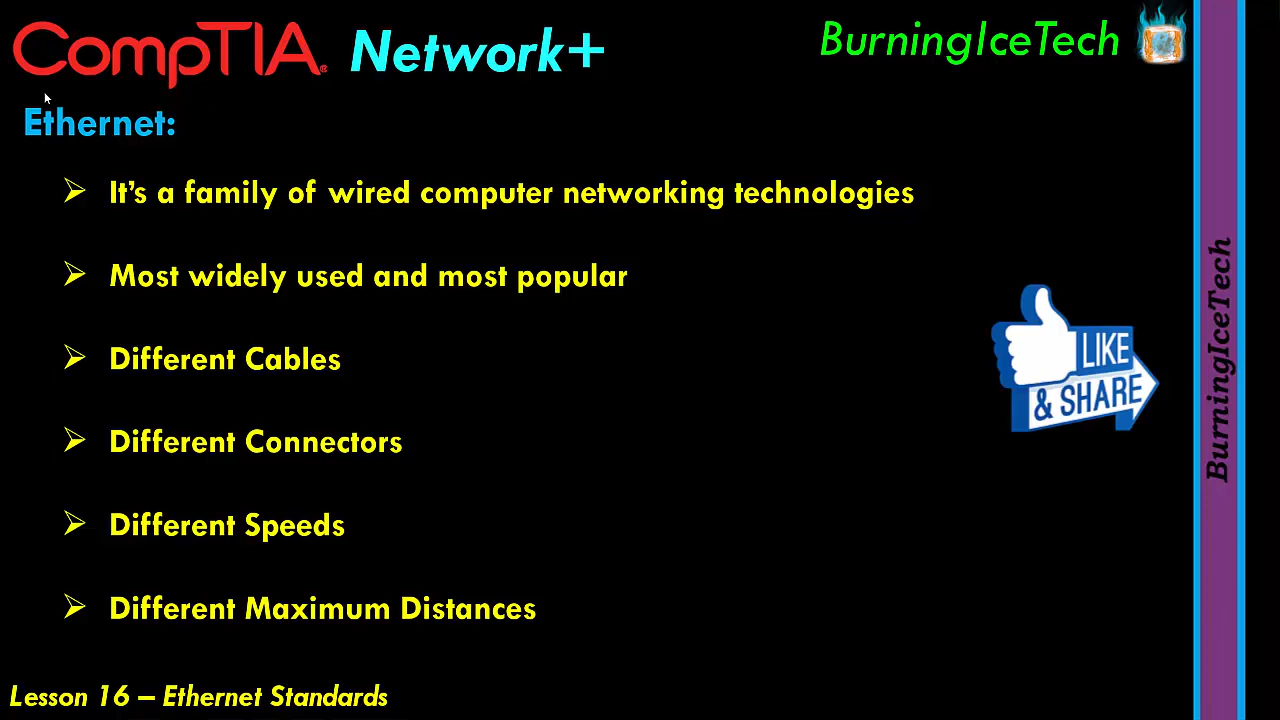 CompTIA® Network+
BurningIceTech
Ethernet:
➢ It's a family of wired computer networking technologies
➢ Most widely used and most popular
➢ Different Cables
➢ Different Connectors
➢ Different Speeds
➢ Different Maximum Distances
LIKE
& SHARE
BurningIceTech
Lesson 16 – Ethernet Standards